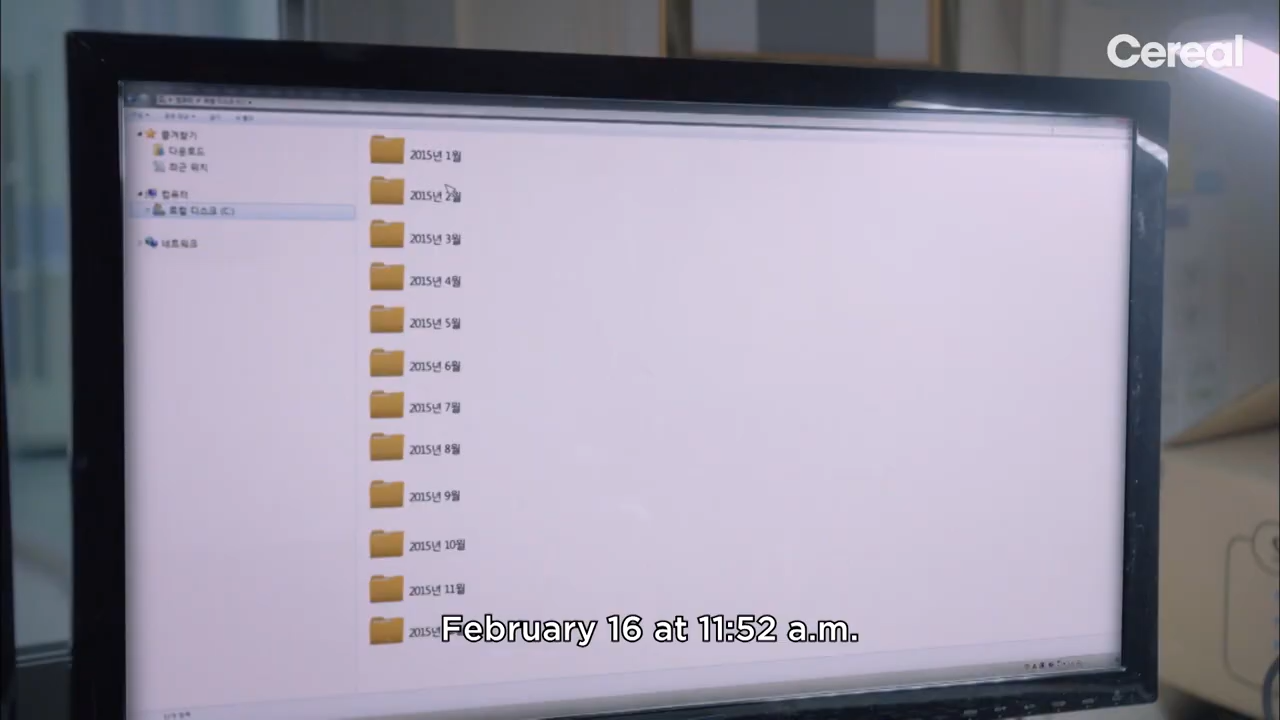 Cereal
즐겨찾기
다운로드
최근 위치
컴퓨터
로컬 디스크 (C:)
네트워크
2015년 1월
2015년 2월
2015년 3월
2015년 4월
2015년 5월
2015년 6월
2015년 7월
2015년 8월
2015년 9월
2015년 10월
2015년 11월
2015년
February 16 at 11:52 a.m.